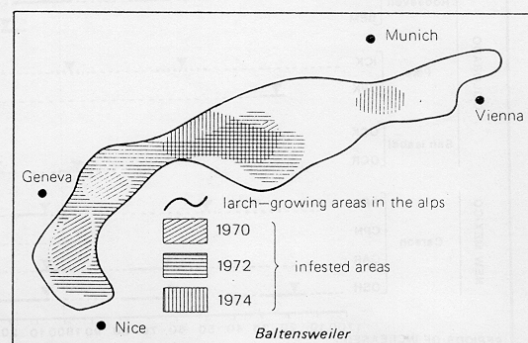 Munich
Vienna
Geneva
larch—growing areas in the alps
1970
1972
infested areas
1974
Nice
Baltensweiler